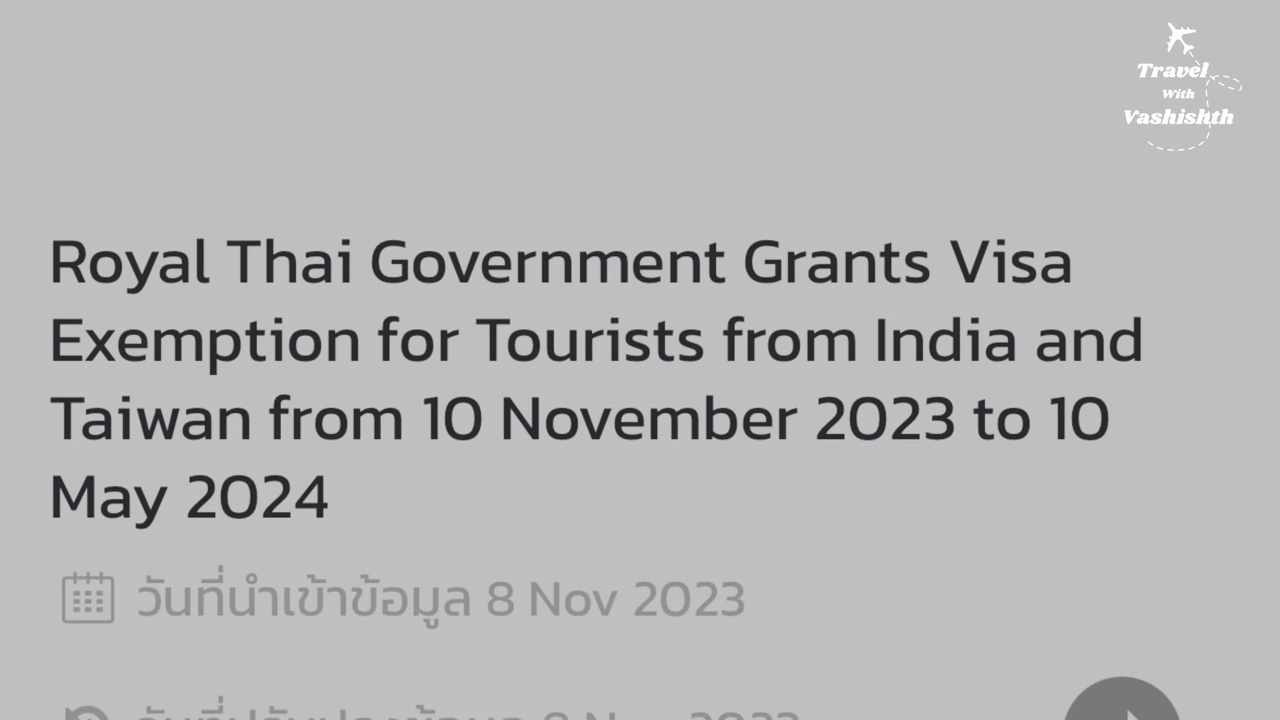 Travel
With
Vashishth
Royal Thai Government Grants Visa
Exemption for Tourists from India and
Taiwan from 10 November 2023 to 10
May 2024
วันที่นำเข้าข้อมูล 8 Nov 2023